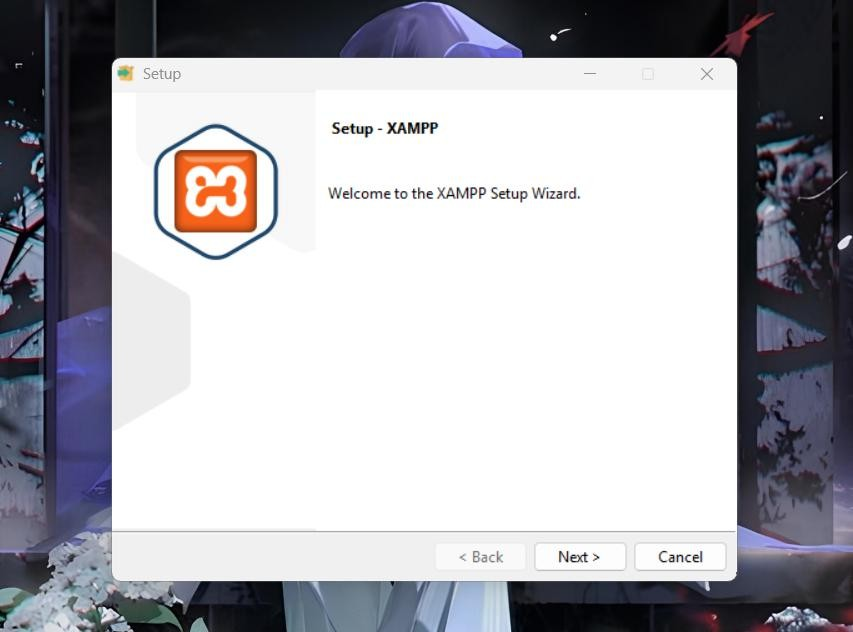 Setup
Setup - XAMPP
Welcome to the XAMPP Setup Wizard.
< Back
Next >
Cancel